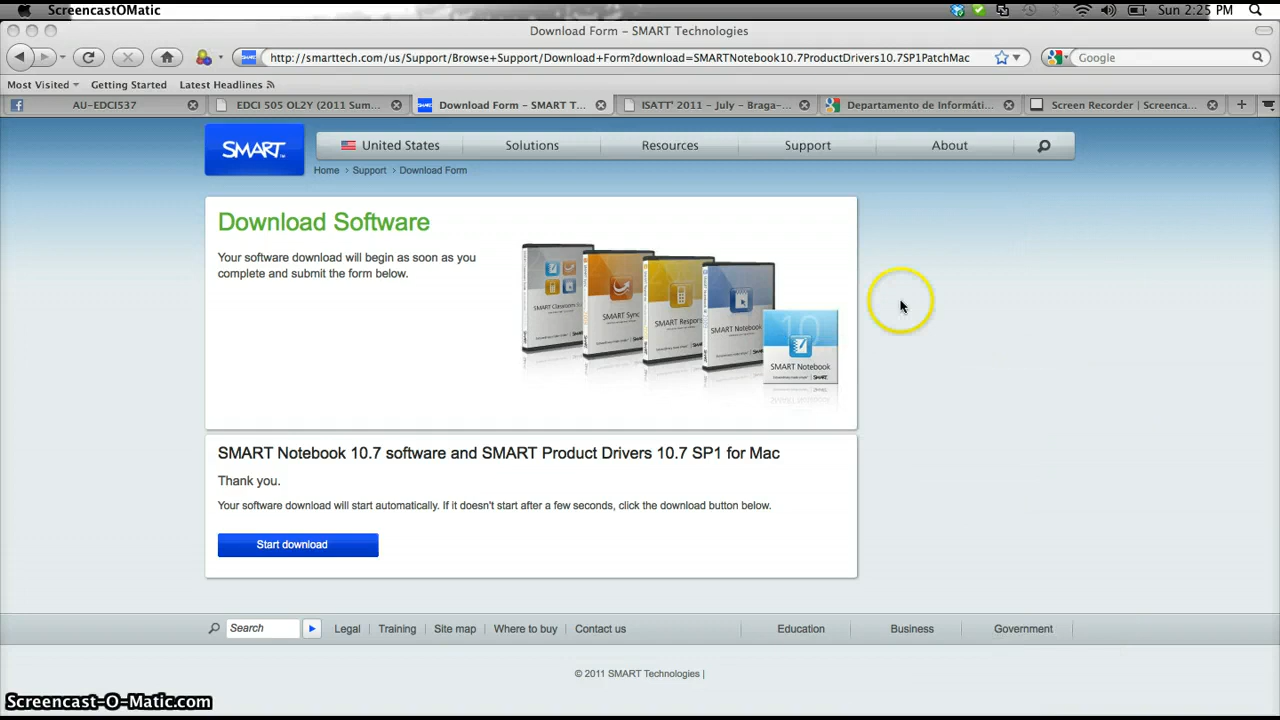 ScreencastOMatic
Sun 2:25 PM
Download Form – SMART Technologies
http://smarttech.com/us/Support/Browse+Support/Download+Form?download=SMARTNotebook10.7ProductDrivers10.7SP1PatchMac
Google
Most Visited Getting Started Latest Headlines
AU-EDCI537
EDCI 505 OL2Y (2011 Sum...
Download Form – SMART T...
ISATT' 2011 – July – Braga-...
Departamento de Informáti...
Screen Recorder | Screenca...
SMART
United States Solutions Resources Support About
Home > Support > Download Form
Download Software
Your software download will begin as soon as you
complete and submit the form below.
SMART Sync
SMART Notebook
SMART Notebook
SMART Notebook 10.7 software and SMART Product Drivers 10.7 SP1 for Mac
Thank you.
Your software download will start automatically. If it doesn't start after a few seconds, click the download button below.
Start download
Search Legal | Training | Site map | Where to buy | Contact us | Education | Business | Government
© 2011 SMART Technologies |
Screencast-O-Matic.com